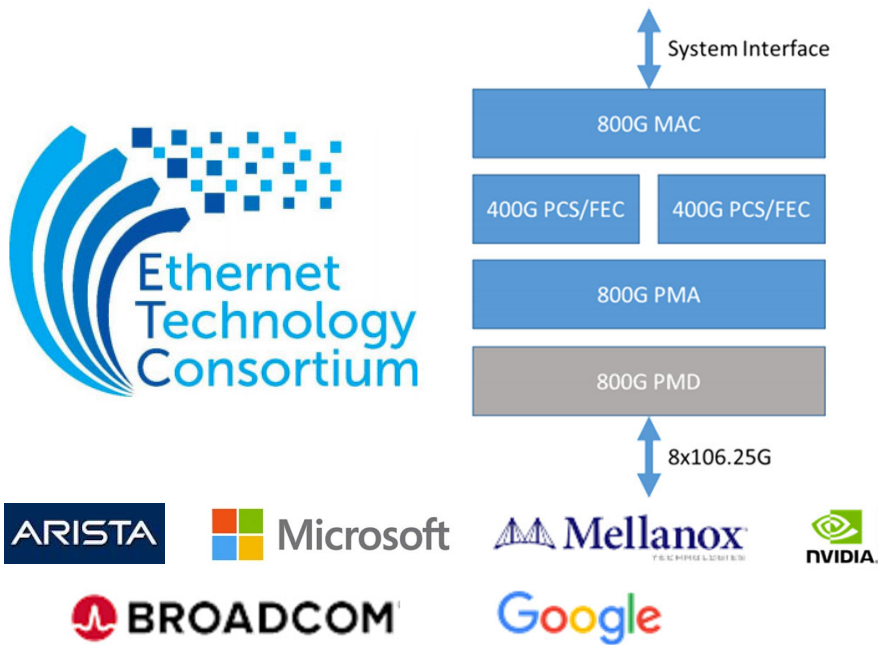 System Interface
800G MAC
400G PCS/FEC 400G PCS/FEC
800G PMA
800G PMD
8x106.25G
Ethernet
Technology
Consortium
ARISTA
Microsoft
Mellanox
TECHNOLOGIES
NVIDIA.
BROADCOM
Google